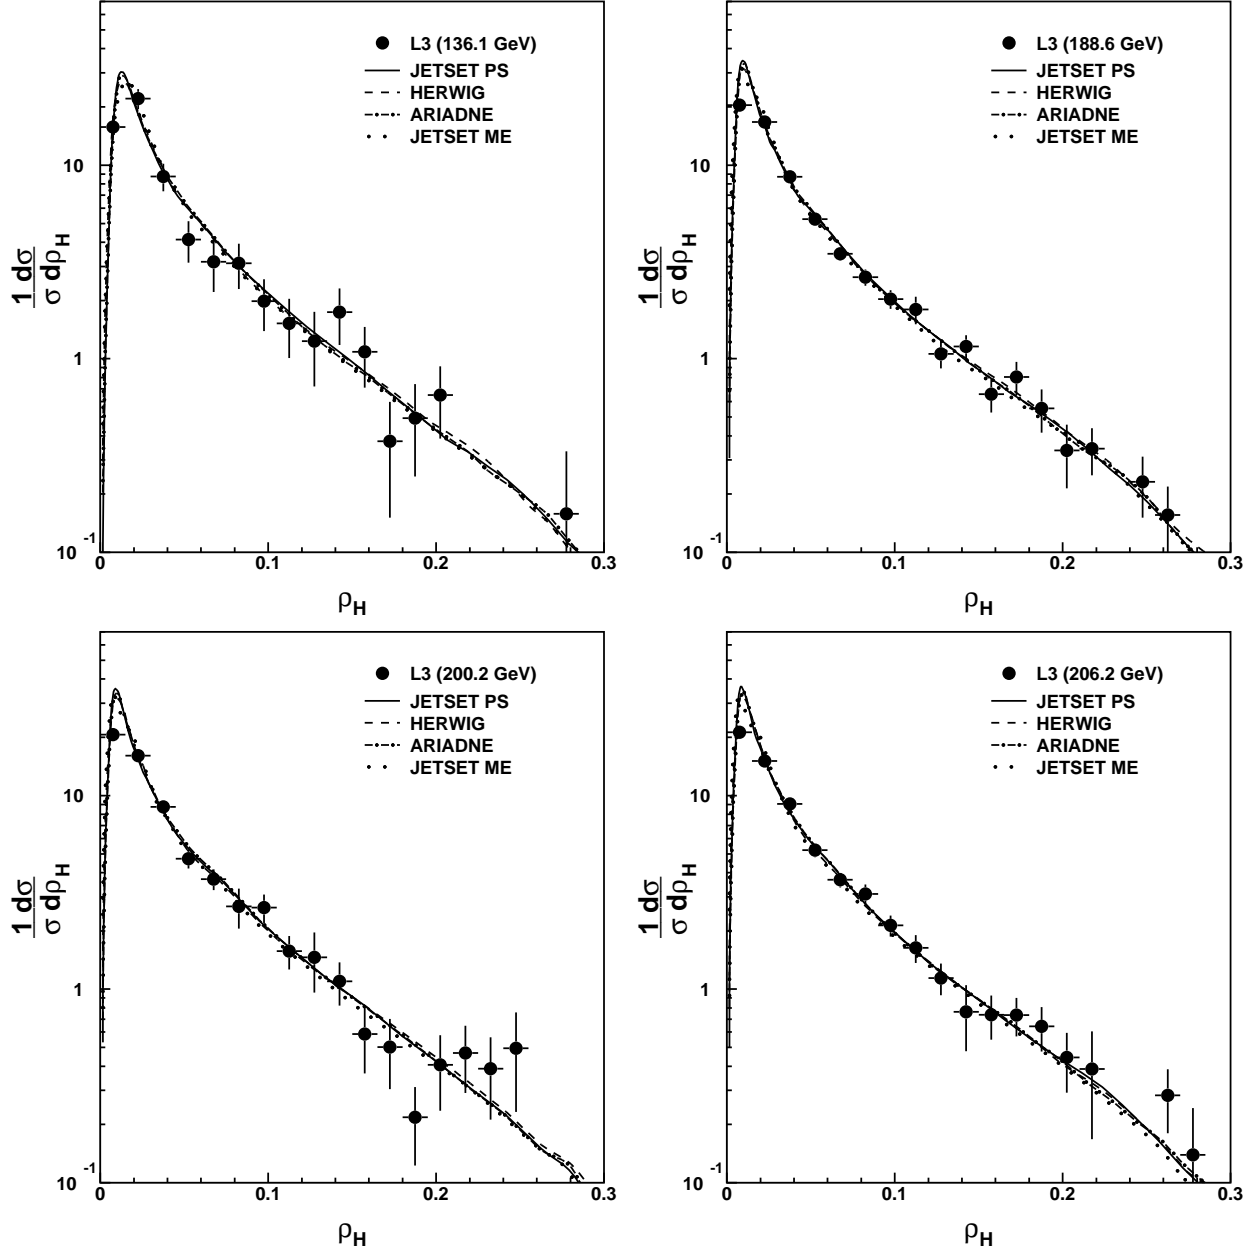 L3 (136.1 GeV)
JETSET PS
HERWIG
ARIADNE
JETSET ME
10
1
10 -1
0 0.1 0.2 0.3
ρH
1 dσ
σ dρH
L3 (188.6 GeV)
JETSET PS
HERWIG
ARIADNE
JETSET ME
10
1
10 -1
0 0.1 0.2 0.3
ρH
1 dσ
σ dρH
L3 (200.2 GeV)
JETSET PS
HERWIG
ARIADNE
JETSET ME
10
1
10 -1
0 0.1 0.2 0.3
ρH
1 dσ
σ dρH
L3 (206.2 GeV)
JETSET PS
HERWIG
ARIADNE
JETSET ME
10
1
10 -1
0 0.1 0.2 0.3
ρH
1 dσ
σ dρH